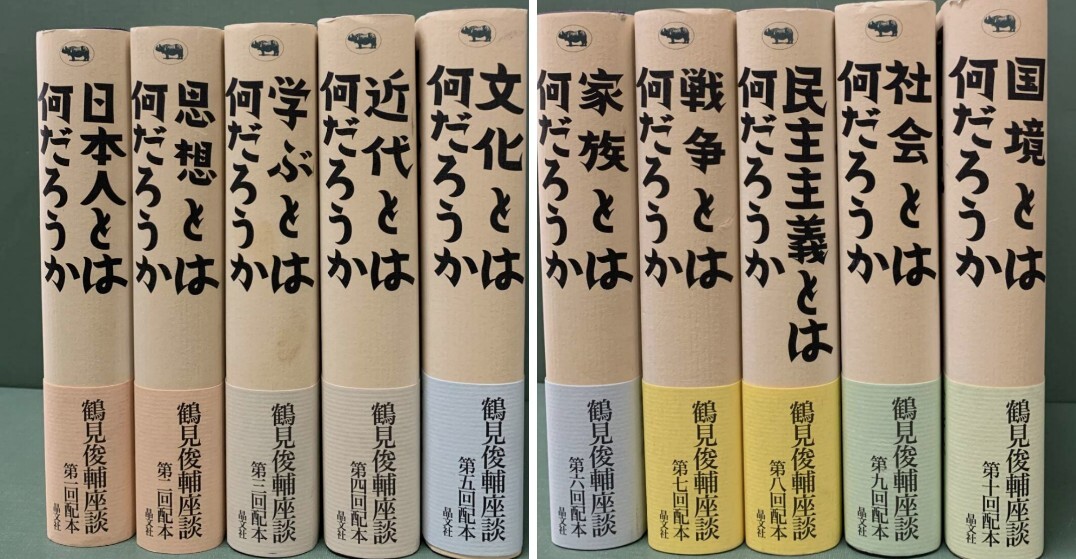 日本人とは
何だろうか
鶴見俊輔座談
第一回配本
晶文社
思想とは
何だろうか
鶴見俊輔座談
第二回配本
晶文社
学ぶとは
何だろうか
鶴見俊輔座談
第三回配本
晶文社
近代とは
何だろうか
鶴見俊輔座談
第四回配本
晶文社
文化とは
何だろうか
鶴見俊輔座談
第五回配本
晶文社
家族とは
何だろうか
鶴見俊輔座談
第六回配本
晶文社
戦争とは
何だろうか
鶴見俊輔座談
第七回配本
晶文社
民主主義とは
何だろうか
鶴見俊輔座談
第八回配本
晶文社
社会とは
何だろうか
鶴見俊輔座談
第九回配本
晶文社
国境とは
何だろうか
鶴見俊輔座談
第十回配本
晶文社